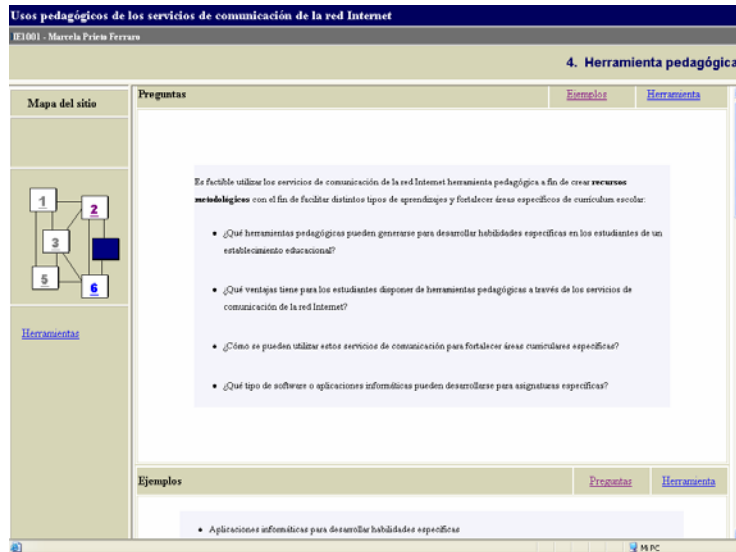 Usos pedagógicos de los servicios de comunicación de la red Internet
IE1001 - Marcela Prieto Ferraro
4. Herramienta pedagógica
Mapa del sitio
Preguntas
Ejemplos
Herramienta
Es factible utilizar los servicios de comunicación de la red Internet herramienta pedagógica a fin de crear recursos
metodológicos con el fin de facilitar distintos tipos de aprendizajes y fortalecer áreas específicos de curriculum escolar:
1
2
3
5
6
• ¿Qué herramientas pedagógicas pueden generarse para desarrollar habilidades específicas en los estudiantes de un
establecimiento educacional?
• ¿Qué ventajas tiene para los estudiantes disponer de herramientas pedagógicas a través de los servicios de
comunicación de la red Internet?
Herramientas
• ¿Cómo se pueden utilizar estos servicios de comunicación para fortalecer áreas curriculares específicas?
• ¿Qué tipo de software o aplicaciones informáticas pueden desarrollarse para asignaturas específicas?
Ejemplos
Preguntas
Herramienta
• Aplicaciones informáticas para desarrollar habilidades específicas
Mi PC